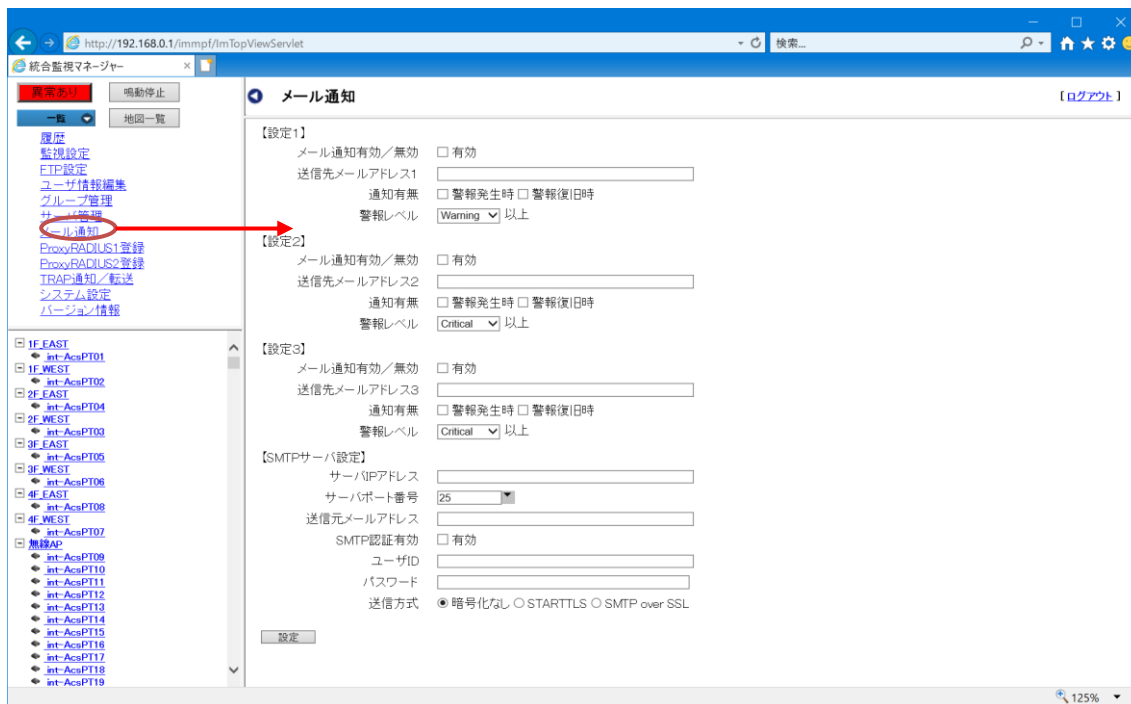 http://192.168.0.1/immpf/ImTopViewServlet
検索...
統合監視マネージャー
異常あり 鳴動停止
一覧 地図一覧
履歴
監視設定
FTP設定
ユーザ情報編集
グループ管理
サーバ管理
メール通知
ProxyRADIUS1登録
ProxyRADIUS2登録
TRAP通知／転送
システム設定
バージョン情報
1F_EAST
int-AcsPT01
1F_WEST
int-AcsPT02
2F_EAST
int-AcsPT04
2F_WEST
int-AcsPT03
3F_EAST
int-AcsPT05
3F_WEST
int-AcsPT06
4F_EAST
int-AcsPT08
4F_WEST
int-AcsPT07
無線AP
int-AcsPT09
int-AcsPT10
int-AcsPT11
int-AcsPT12
int-AcsPT13
int-AcsPT14
int-AcsPT15
int-AcsPT16
int-AcsPT17
int-AcsPT18
int-AcsPT19
メール通知 [ログアウト]
【設定1】
メール通知有効／無効 有効
送信先メールアドレス1
通知有無 警報発生時 警報復旧時
警報レベル Warning 以上
【設定2】
メール通知有効／無効 有効
送信先メールアドレス2
通知有無 警報発生時 警報復旧時
警報レベル Critical 以上
【設定3】
メール通知有効／無効 有効
送信先メールアドレス3
通知有無 警報発生時 警報復旧時
警報レベル Critical 以上
【SMTPサーバ設定】
サーバIPアドレス
サーバポート番号 25
送信元メールアドレス
SMTP認証有効 有効
ユーザID
パスワード
送信方式 暗号化なし STARTTLS SMTP over SSL
設定
125%